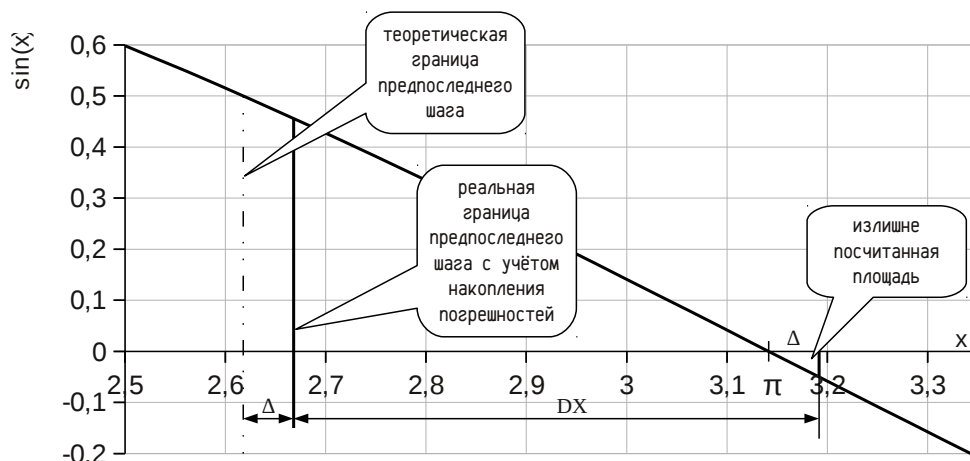 sin(x)
0,6
0,5
0,4
0,3
0,2
0,1
0
-0,1
-0,2
теоретическая
граница
предпоследнего
шага
реальная
граница
предпоследнего
шага с учётом
накопления
погрешностей
излишне
посчитанная
площадь
Δ
x
2,5
2,6
2,7
2,8
2,9
3
3,1
π
3,2
3,3
Δ
DX